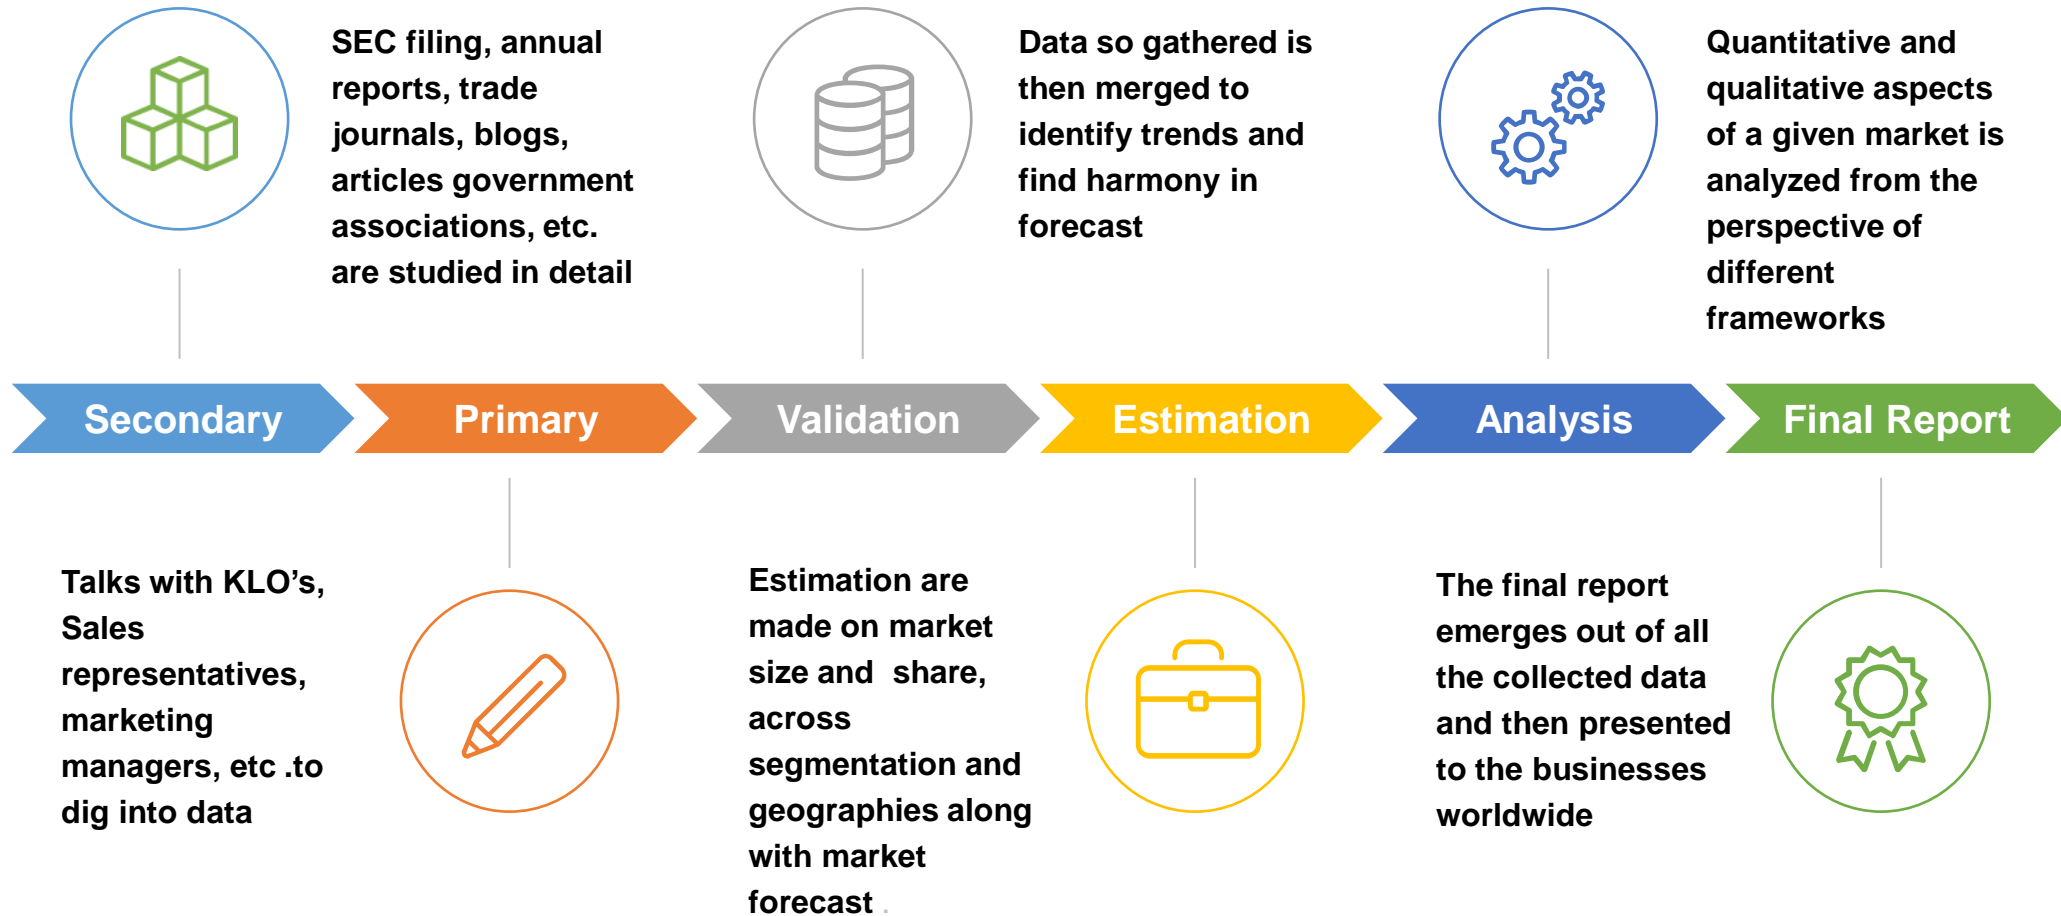 SEC filing, annual
reports, trade
journals, blogs,
articles government
associations, etc.
are studied in detail
Data so gathered is
then merged to
identify trends and
find harmony in
forecast
Quantitative and
qualitative aspects
of a given market is
analyzed from the
perspective of
different
frameworks
Secondary
Primary
Validation
Estimation
Analysis
Final Report
Talks with KLO’s,
Sales
representatives,
marketing
managers, etc .to
dig into data
Estimation are
made on market
size and  share,
across
segmentation and
geographies along
with market
forecast .
The final report
emerges out of all
the collected data
and then presented
to the businesses
worldwide